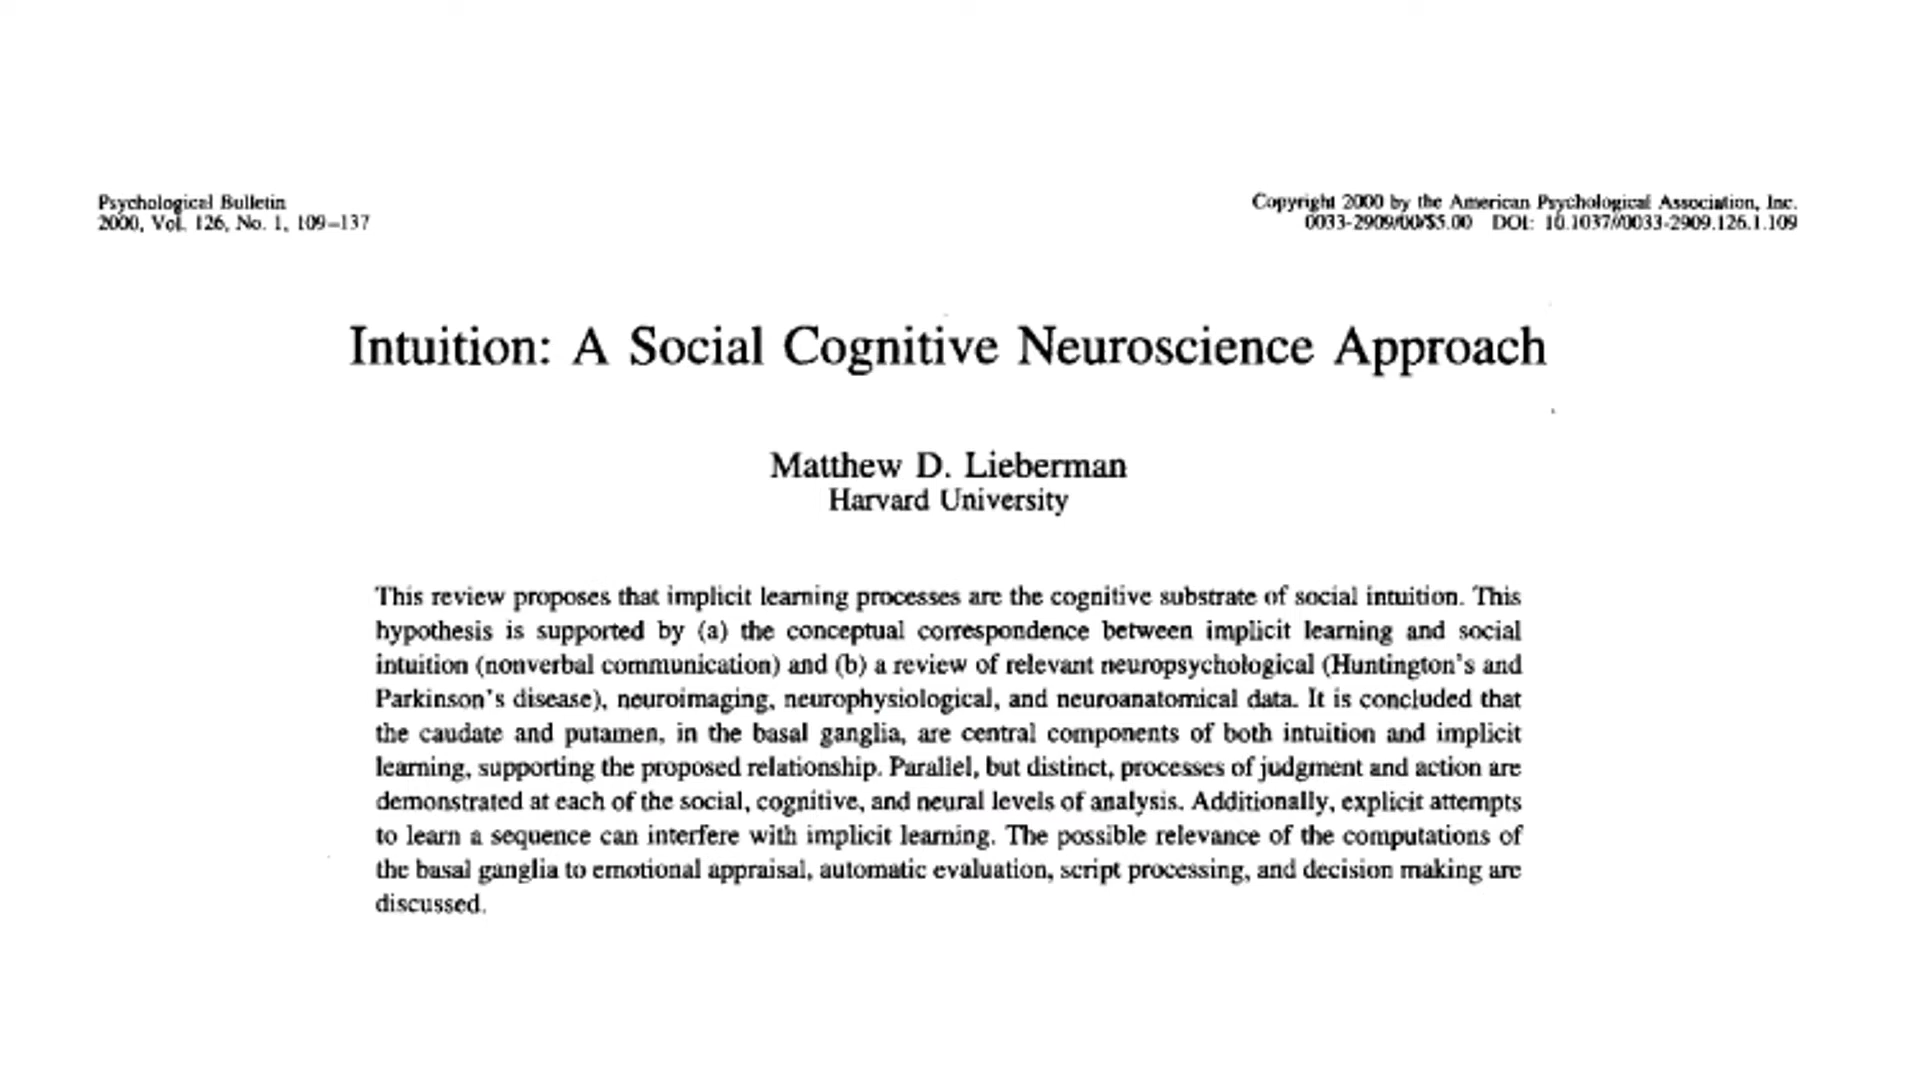 Psychological Bulletin
2000, Vol. 126, No. 1, 109–137
Copyright 2000 by the American Psychological Association, Inc.
0033-2909/00/$5.00 DOI: 10.1037//0033-2909.126.1.109
Intuition: A Social Cognitive Neuroscience Approach
Matthew D. Lieberman
Harvard University
This review proposes that implicit learning processes are the cognitive substrate of social intuition. This
hypothesis is supported by (a) the conceptual correspondence between implicit learning and social
intuition (nonverbal communication) and (b) a review of relevant neuropsychological (Huntington's and
Parkinson's disease), neuroimaging, neurophysiological, and neuroanatomical data. It is concluded that
the caudate and putamen, in the basal ganglia, are central components of both intuition and implicit
learning, supporting the proposed relationship. Parallel, but distinct, processes of judgment and action are
demonstrated at each of the social, cognitive, and neural levels of analysis. Additionally, explicit attempts
to learn a sequence can interfere with implicit learning. The possible relevance of the computations of
the basal ganglia to emotional appraisal, automatic evaluation, script processing, and decision making are
discussed.